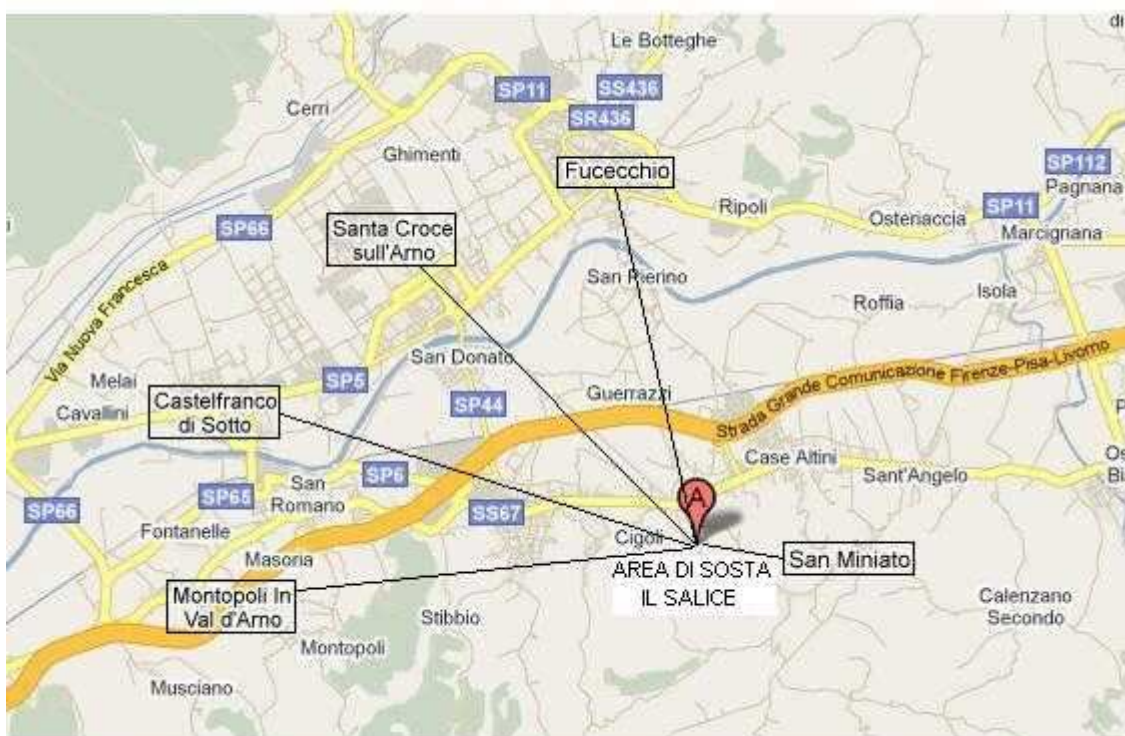 di
Le Botteghe
SP11
SS436
Cerri
SR436
Ghimenti
SP112
Fucecchio
Pagnana
Ripoli
SP11
Osteriaccia
SP66
Santa Croce
sull'Arno
Marcignana
San Pierino
Isola
Roffia
Via Nuova Francesca
San Donato
SP5
Melai
Guerrazzi
Strada Grande Comunicazione Firenze-Pisa-Livorno
Castelfranco
di Sotto
Cavallini
SP44
Case Altini
Sant'Angelo
SP6
San
Romano
SP65
A
SP66
SS67
Fontanelle
Cigoli
Masoria
San Miniato
AREA DI SOSTA
IL SALICE
Montopoli In
Val d'Arno
Calenzano
Secondo
Stibbio
Montopoli
Musciano